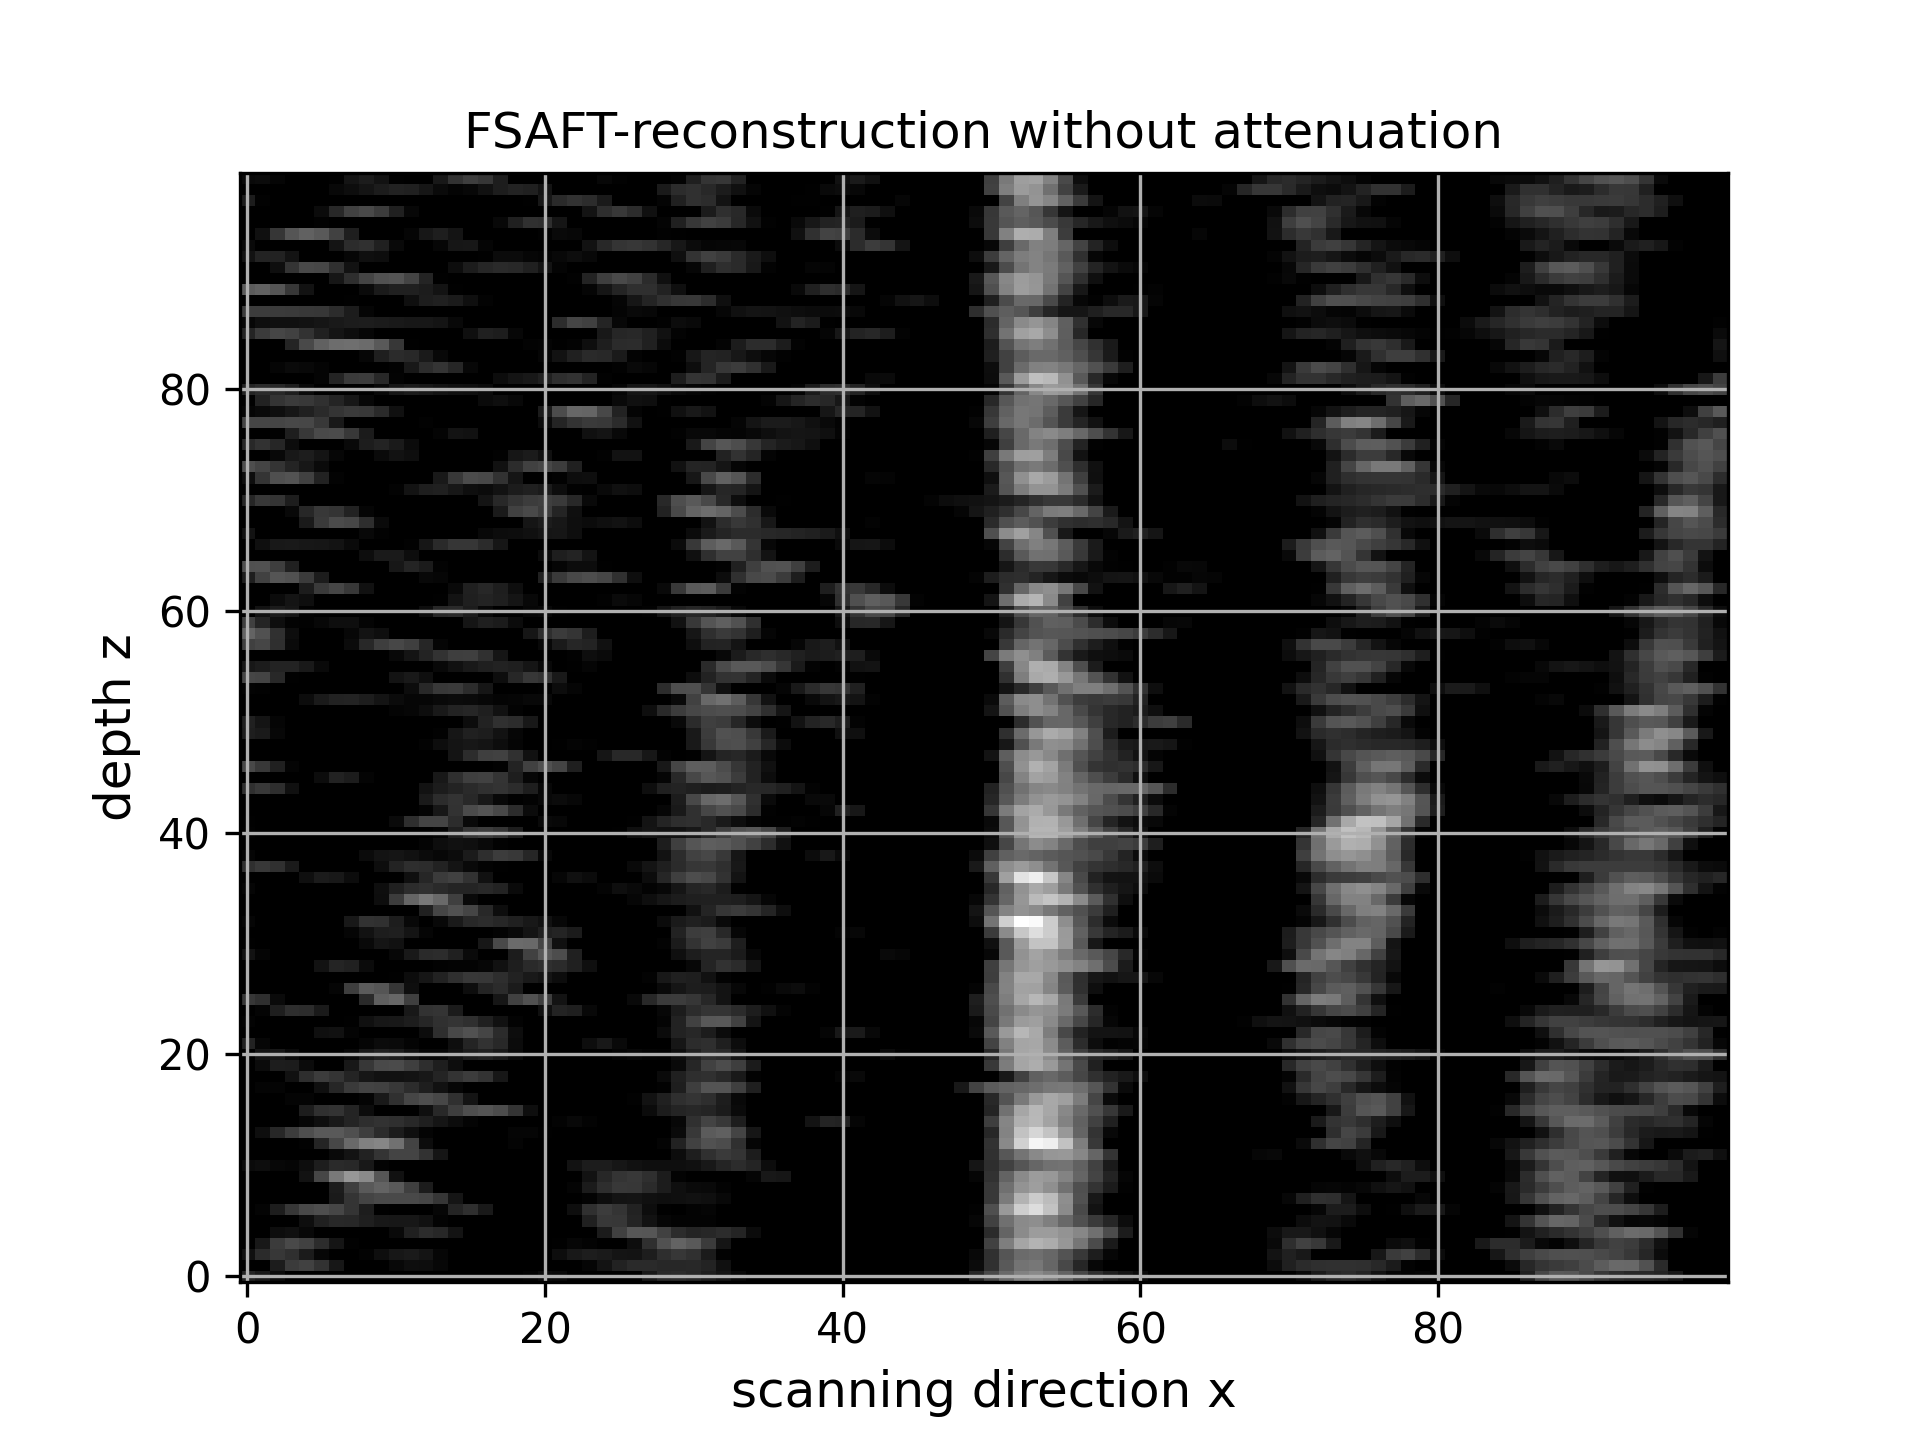 FSAFT-reconstruction without attenuation
80
60
40
20
0
depth z
0 20 40 60 80
scanning direction x